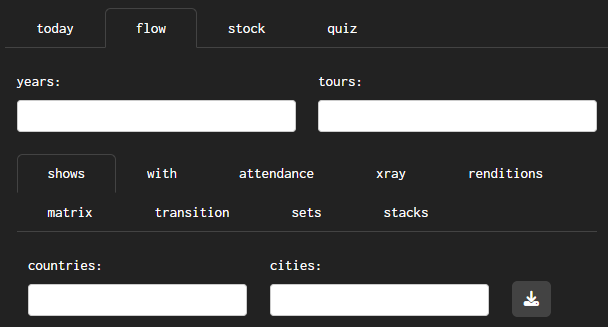 today flow stock quiz
years: tours:
shows with attendance xray renditions
matrix transition sets stacks
countries: cities: